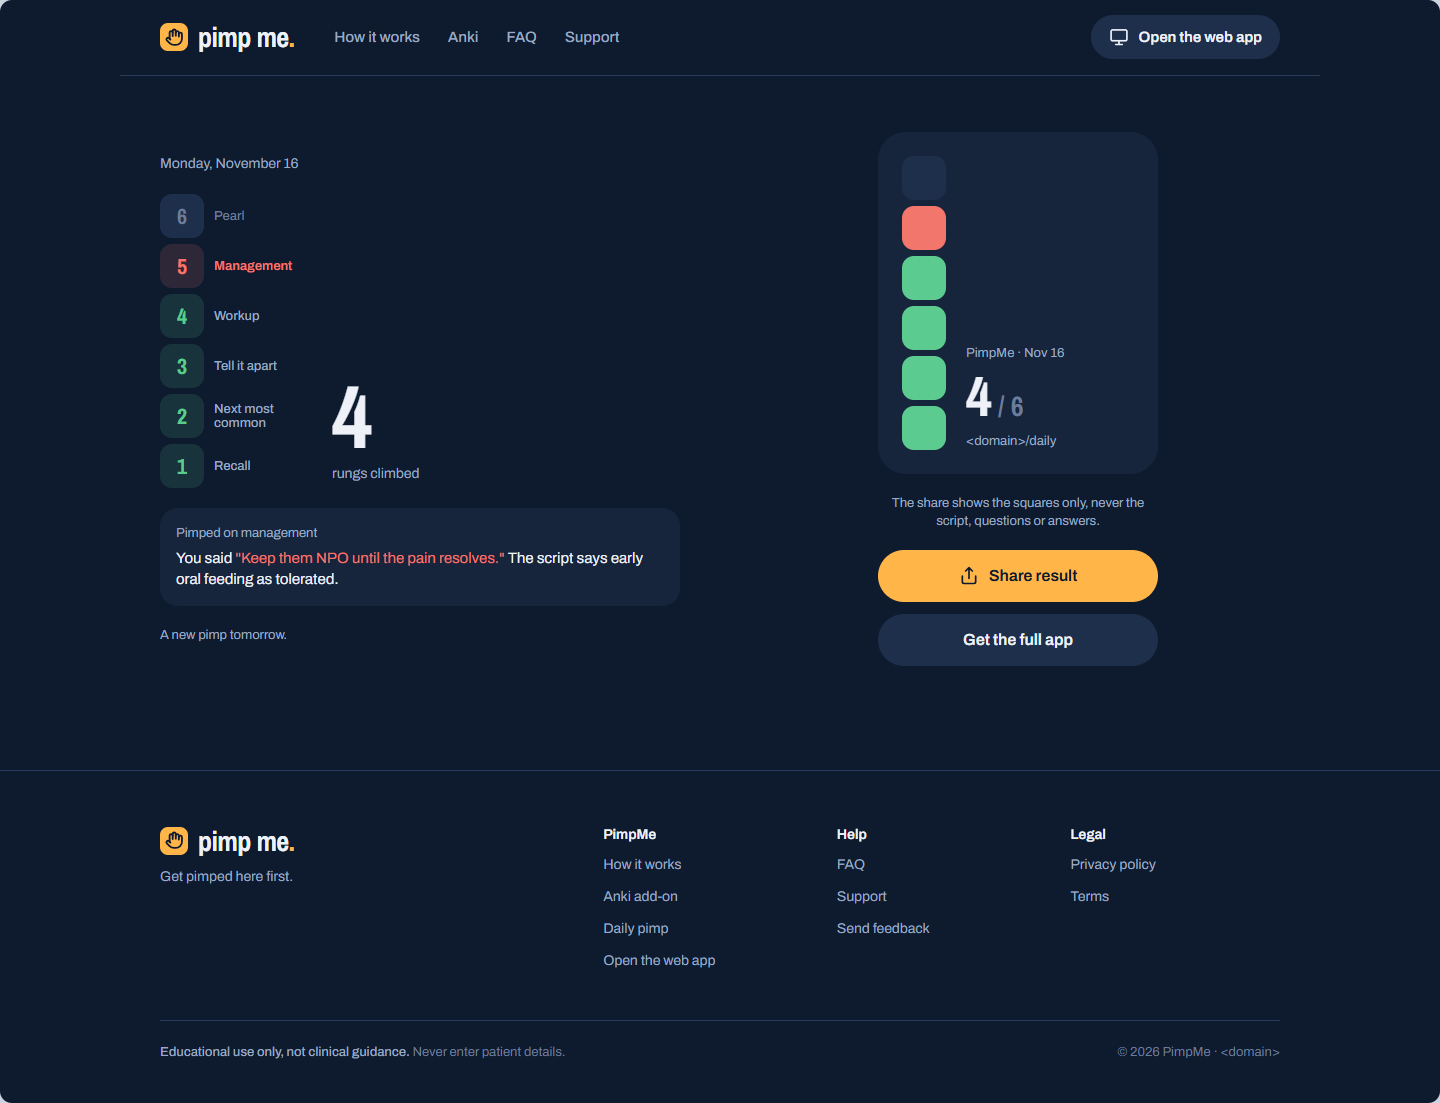 pimp me.
How it works
Anki
FAQ
Support
Open the web app
Monday, November 16
6
Pearl
5
Management
4
Workup
3
Tell it apart
2
Next most
common
1
Recall
4
rungs climbed
Pimped on management
You said "Keep them NPO until the pain resolves." The script says early
oral feeding as tolerated.
A new pimp tomorrow.
PimpMe · Nov 16
4 / 6
<domain>/daily
The share shows the squares only, never the
script, questions or answers.
Share result
Get the full app
pimp me.
Get pimped here first.
PimpMe
How it works
Anki add-on
Daily pimp
Open the web app
Help
FAQ
Support
Send feedback
Legal
Privacy policy
Terms
Educational use only, not clinical guidance. Never enter patient details.
© 2026 PimpMe · <domain>